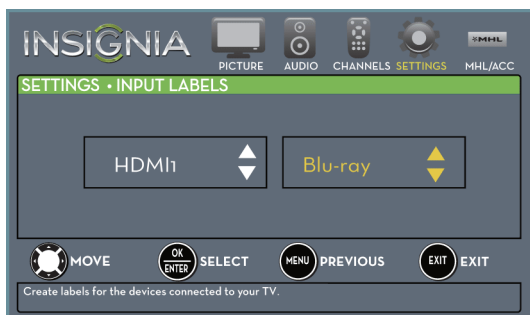 INSIGNIA
PICTURE AUDIO CHANNELS SETTINGS MHL MHL/ACC
SETTINGS • INPUT LABELS
HDMI1 Blu-ray
MOVE OK ENTER SELECT MENU PREVIOUS EXIT EXIT
Create labels for the devices connected to your TV.